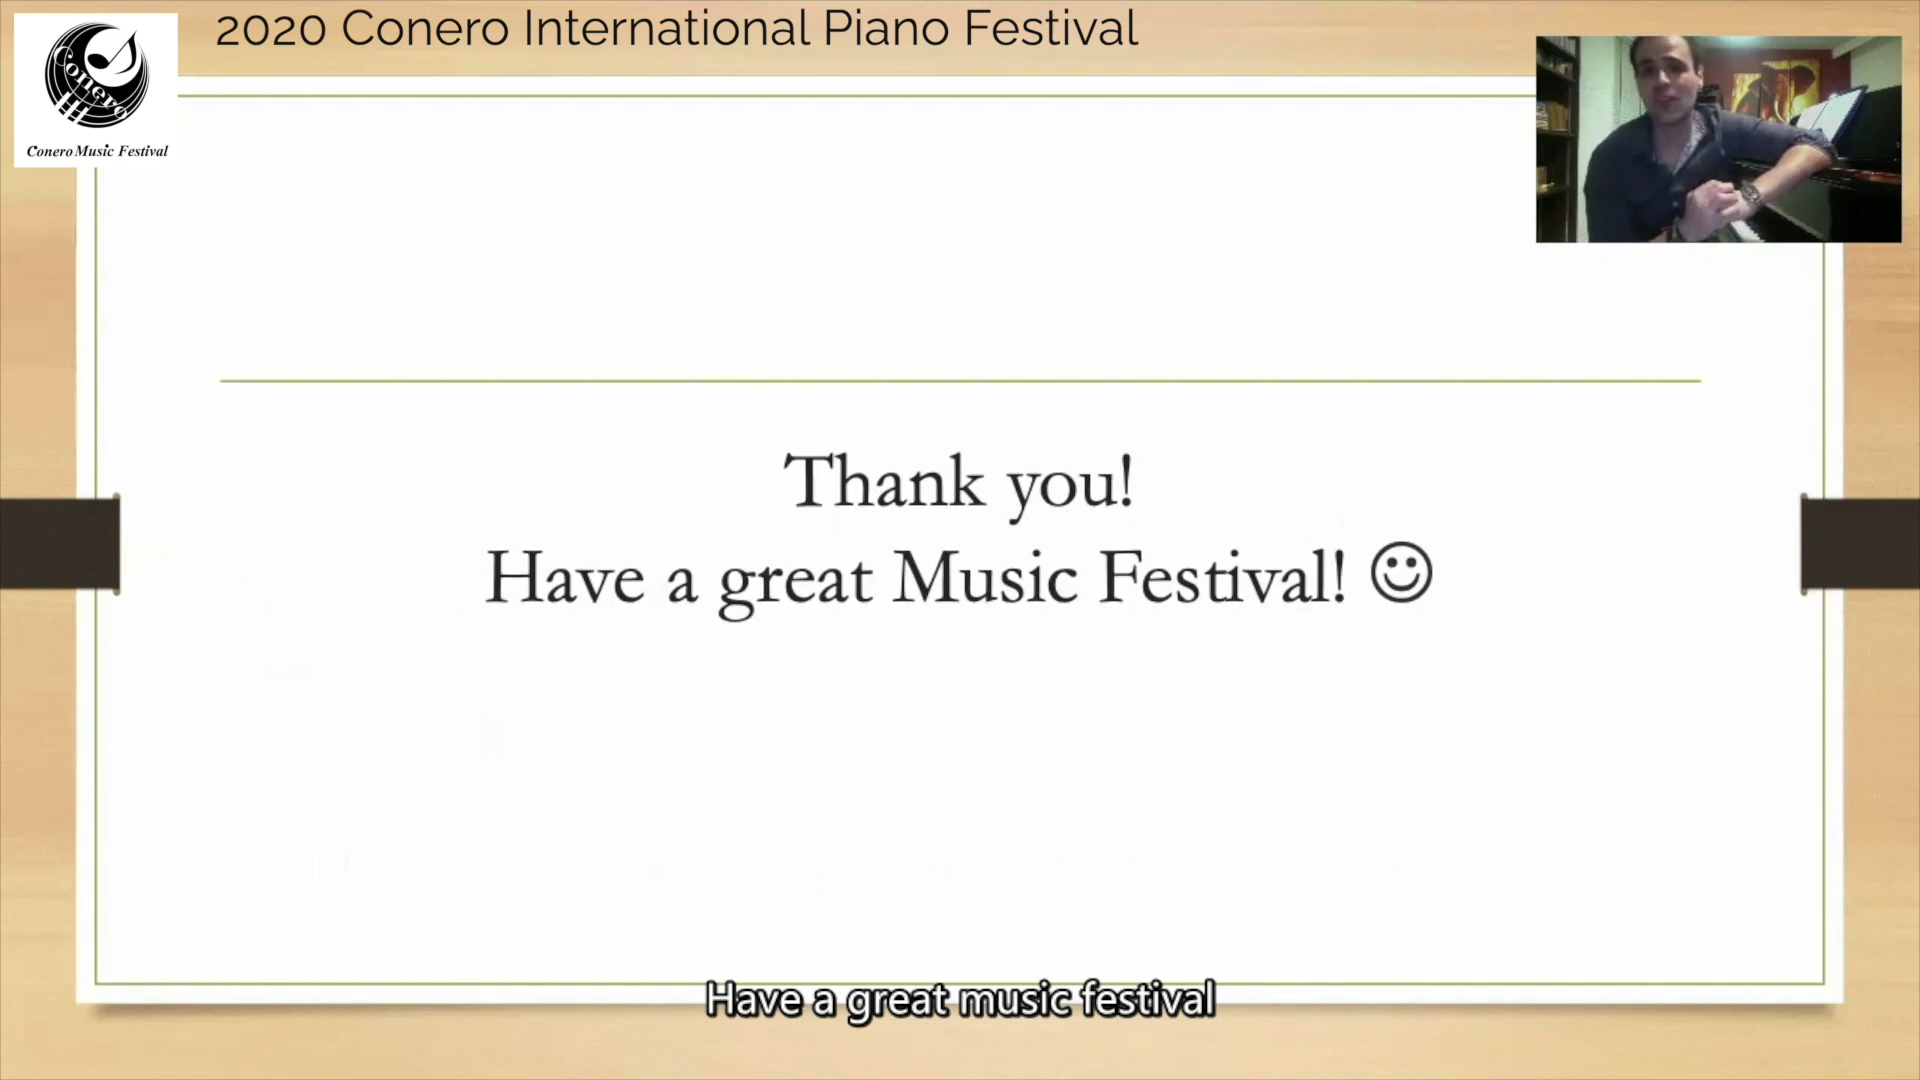 2020 Conero International Piano Festival
Conero
Conero Music Festival
Thank you!
Have a great Music Festival! ☺
Have a great music festival